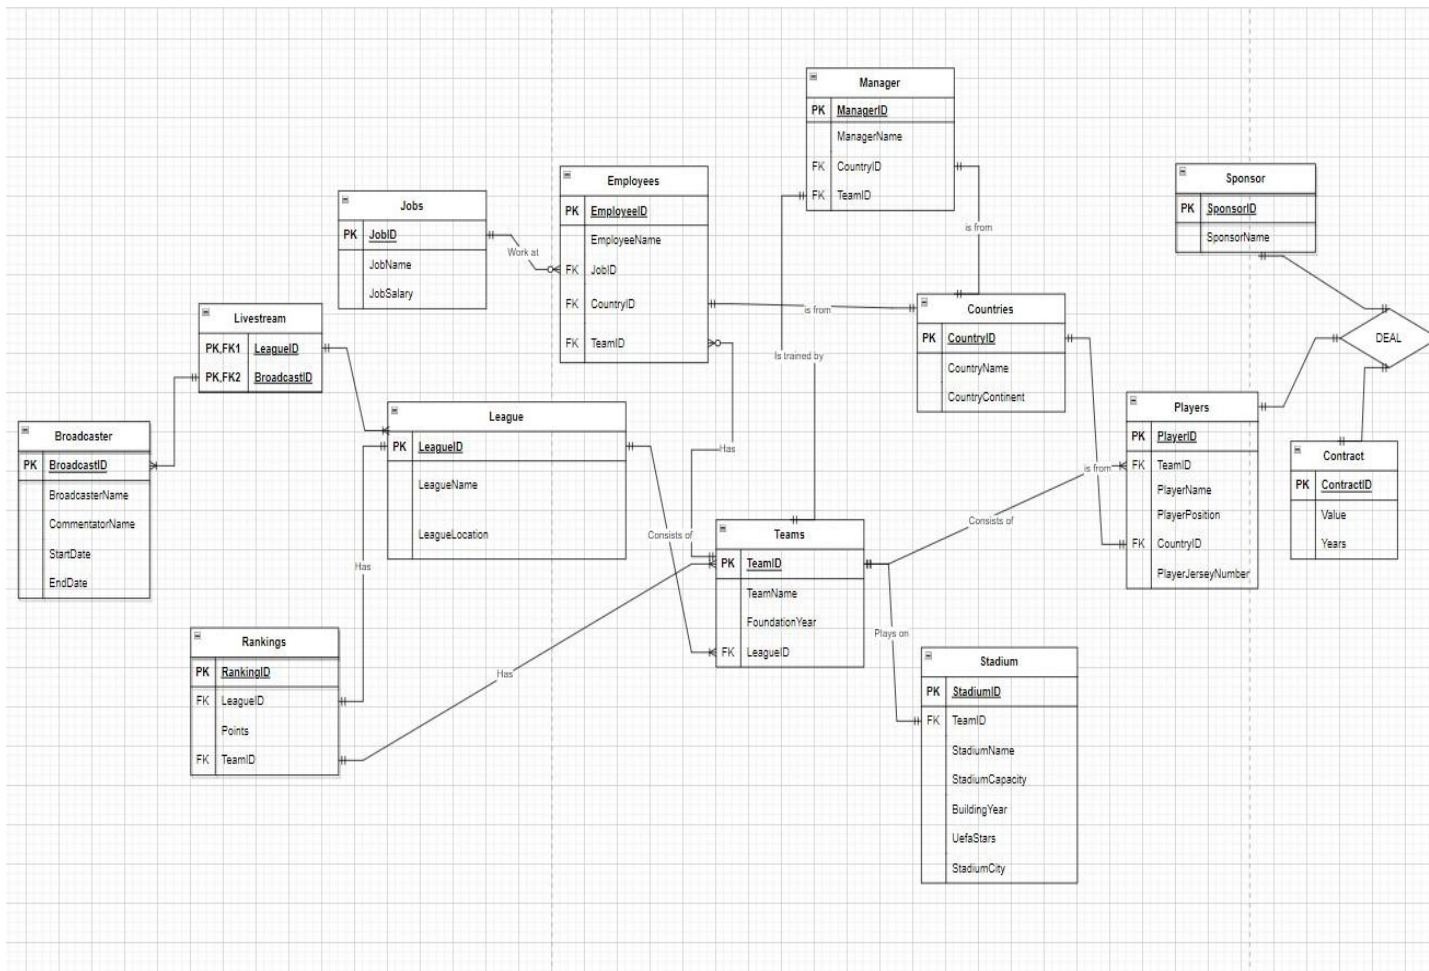 Manager
PK ManagerID
ManagerName
FK CountryID
FK TeamID
Employees
PK EmployeeID
EmployeeName
FK JobID
FK CountryID
FK TeamID
Jobs
PK JobID
JobName
JobSalary
Work at
Sponsor
PK SponsorID
SponsorName
is from
Livestream
PK,FK1 LeagueID
PK,FK2 BroadcastID
Countries
PK CountryID
CountryName
CountryContinent
is from
DEAL
Is trained by
Broadcaster
PK BroadcastID
BroadcasterName
CommentatorName
StartDate
EndDate
League
PK LeagueID
LeagueName
LeagueLocation
Has
Players
PK PlayerID
FK TeamID
PlayerName
PlayerPosition
FK CountryID
PlayerJerseyNumber
is from
Contract
PK ContractID
Value
Years
Consists of
Consists of
Teams
PK TeamID
TeamName
FoundationYear
FK LeagueID
Has
Plays on
Has
Rankings
PK RankingID
FK LeagueID
Points
FK TeamID
Stadium
PK StadiumID
FK TeamID
StadiumName
StadiumCapacity
BuildingYear
UefaStars
StadiumCity